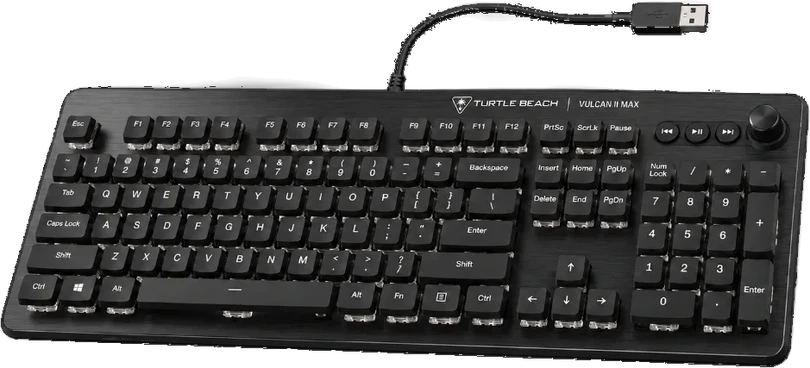 TURTLE BEACH | VULCAN II MAX
Esc F1 F2 F3 F4 F5 F6 F7 F8 F9 F10 F11 F12 PrtSc ScrLk Pause
~ ! @ # $ % ^ & * ( ) _ +
` 1 2 3 4 5 6 7 8 9 0 - = Backspace Insert Home PgUp Num Lock / * −
Tab Q W E R T Y U I O P { [ } ] | \ Delete End PgDn 7 8 9 +
Caps Lock A S D F G H J K L : ; " ' Enter 4 5 6
Shift Z X C V B N M < , > . ? / Shift ↑ 1 2 3 Enter
Ctrl Alt Alt Fn Ctrl ← ↓ → 0 .